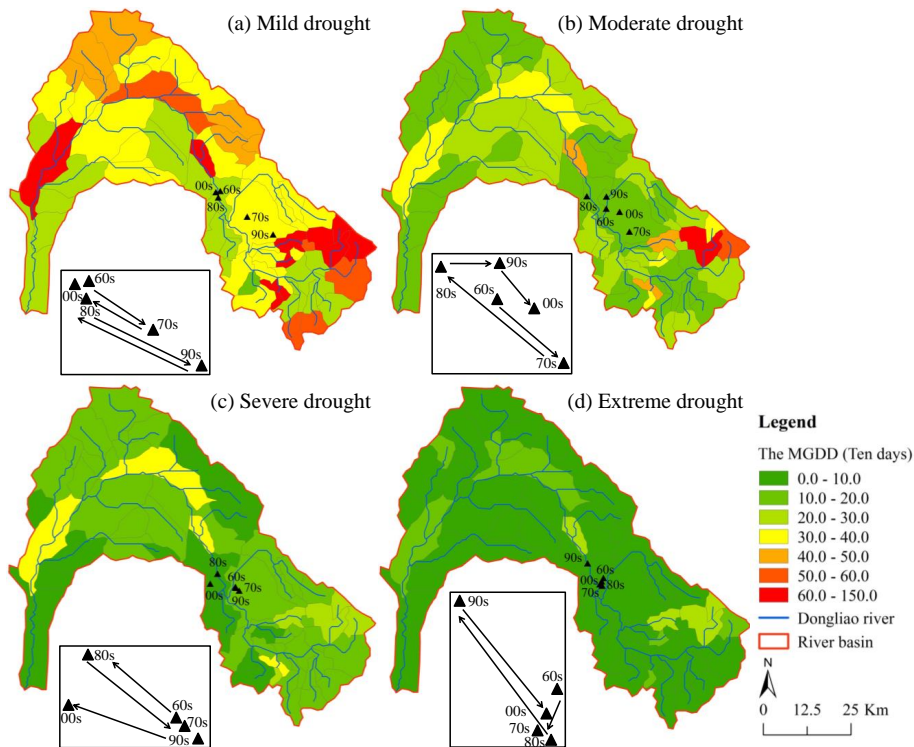 (a) Mild drought
00s 60s
80s
70s
90s
60s
00s
80s
70s
90s
(b) Moderate drought
90s
80s
60s 00s
70s
90s
80s
60s
00s
70s
(c) Severe drought
80s
60s
70s
00s
90s
80s
60s
00s
70s
90s
(d) Extreme drought
90s
60s
00s
80s
70s
90s
60s
00s
70s
80s
Legend
The MGDD (Ten days)
0.0 - 10.0
10.0 - 20.0
20.0 - 30.0
30.0 - 40.0
40.0 - 50.0
50.0 - 60.0
60.0 - 150.0
Dongliao river
River basin
N
0 12.5 25 Km